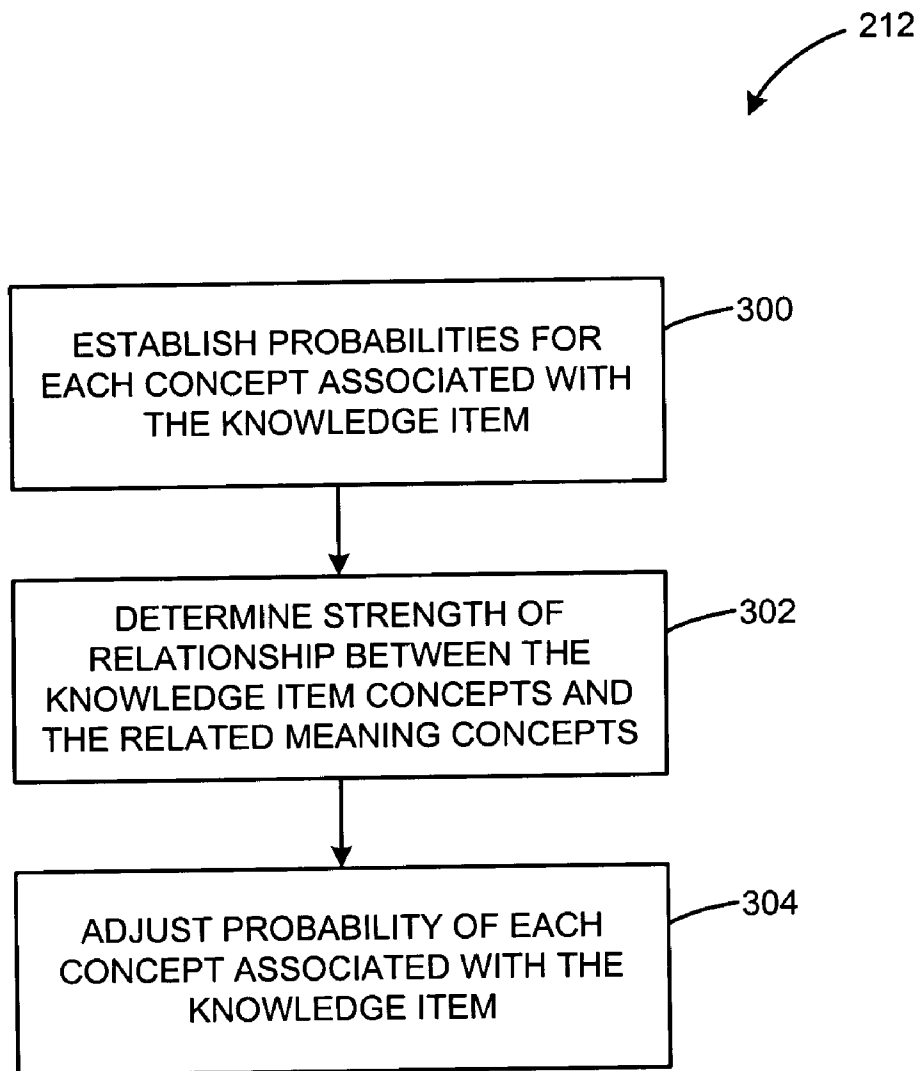 212
300
ESTABLISH PROBABILITIES FOR
EACH CONCEPT ASSOCIATED WITH
THE KNOWLEDGE ITEM
302
DETERMINE STRENGTH OF
RELATIONSHIP BETWEEN THE
KNOWLEDGE ITEM CONCEPTS AND
THE RELATED MEANING CONCEPTS
304
ADJUST PROBABILITY OF EACH
CONCEPT ASSOCIATED WITH THE
KNOWLEDGE ITEM